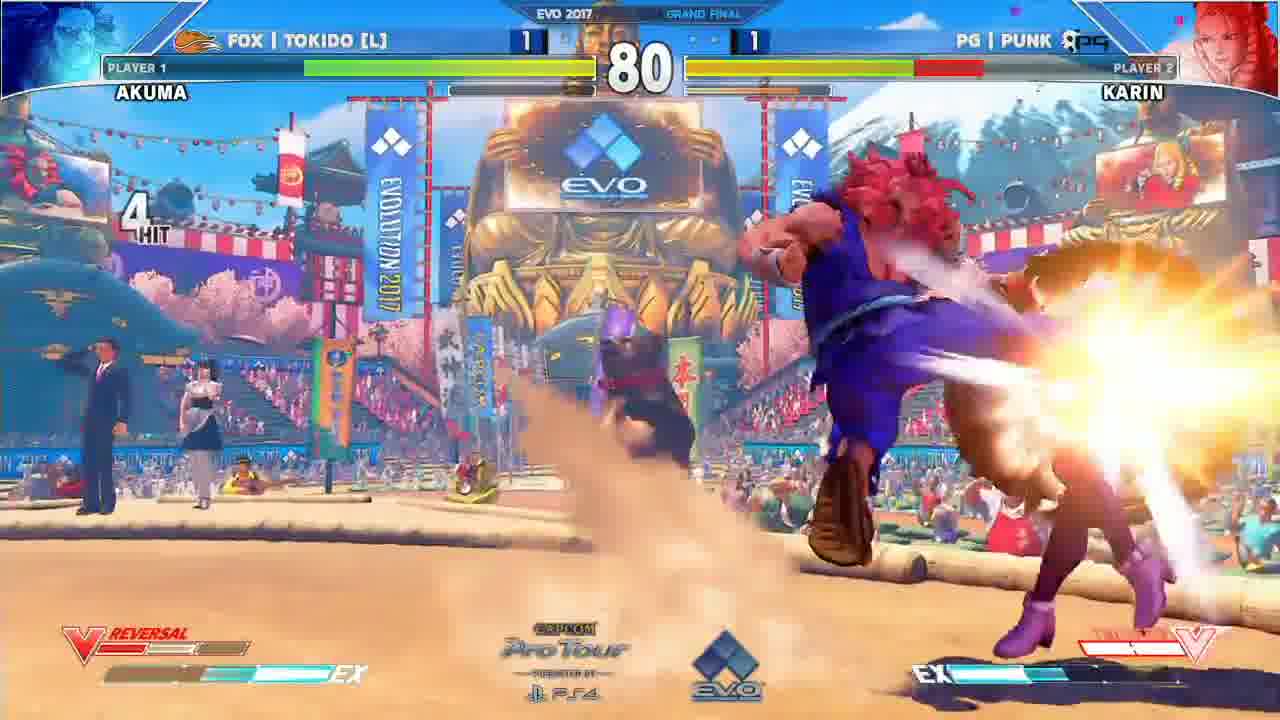 EVO 2017 GRAND FINAL
FOX | TOKIDO [L] 1 80 1 PG | PUNK
PLAYER 1 PLAYER 2
AKUMA KARIN
EVO
4 HIT
EVOLUTION 2017
本
REVERSAL
EX EX
CAPCOM
Pro Tour
PRESENTED BY
PS4
EVO